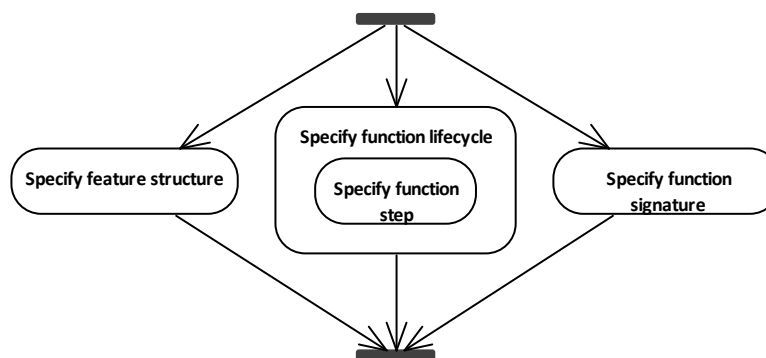 Specify feature structure
Specify function lifecycle
Specify function
step
Specify function
signature